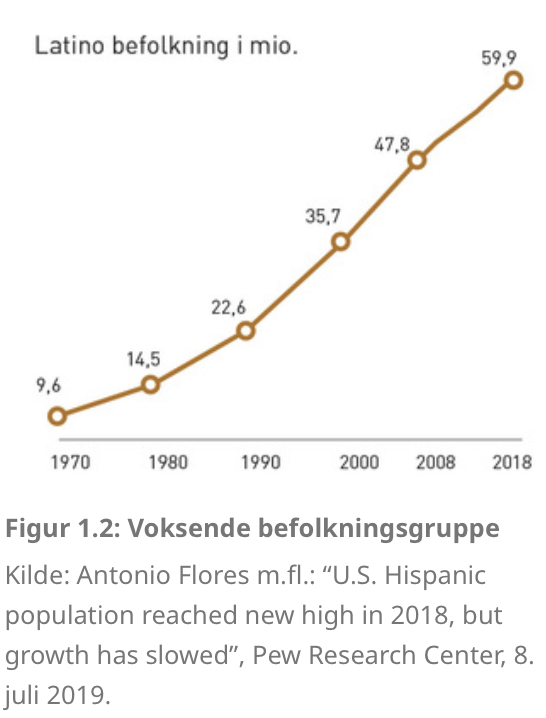 Latino befolkning i mio.
59,9
47,8
35,7
22,6
14,5
9,6
1970 1980 1990 2000 2008 2018
Figur 1.2: Voksende befolkningsgruppe
Kilde: Antonio Flores m.fl.: “U.S. Hispanic
population reached new high in 2018, but
growth has slowed”, Pew Research Center, 8.
juli 2019.